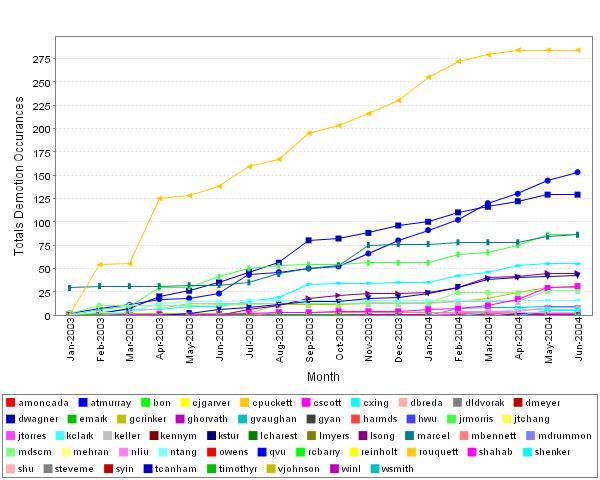 Totals Demotion Occurances
275
250
225
200
175
150
125
100
75
50
25
0
Jan-2003 Feb-2003 Mar-2003 Apr-2003 May-2003 Jun-2003 Jul-2003 Aug-2003 Sep-2003 Oct-2003 Nov-2003 Dec-2003 Jan-2004 Feb-2004 Mar-2004 Apr-2004 May-2004 Jun-2004
Month
amoncada atmurray bon cjgarver cpuckett cscott cxing dbreda dldvorak dmeyer
dwagner emark gcrinker ghorvath gvaughan gyan harmds hwu jrmorris jtchang
jtorres kclark keller kennym kstur lcharest lmyers lsong marcel mbennett mdrummon
mdscm mehran nliu ntang owens qvu rcbarry reinholt rouquett shahab shenker
shu steveme syin tcanham timothyr vjohnson winl wsmith